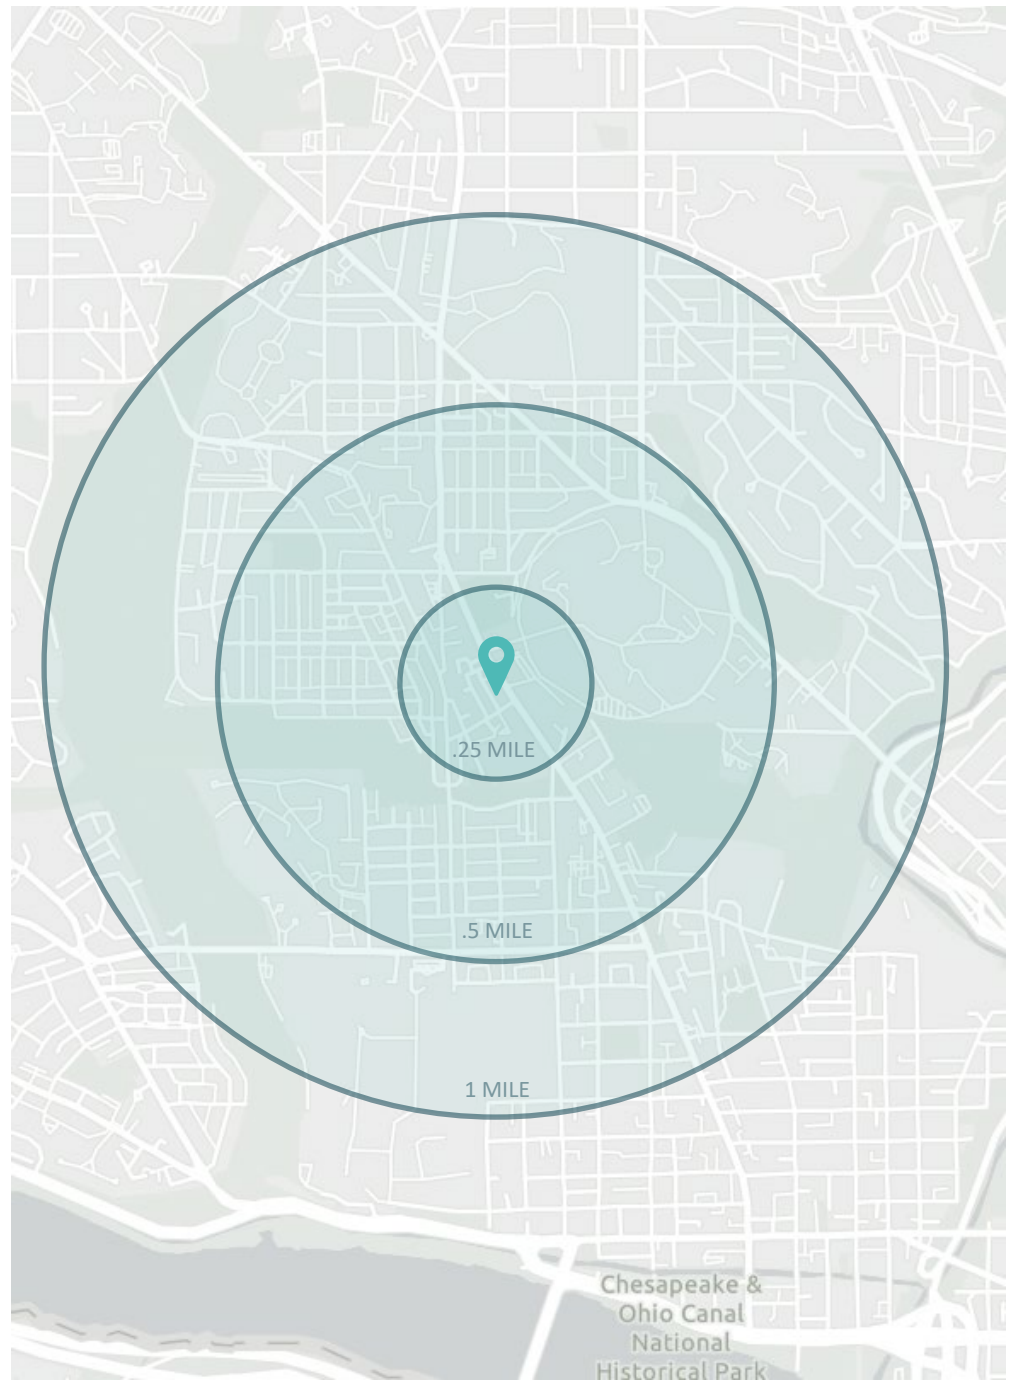 .25 MILE
.5 MILE
1 MILE
Chesapeake &
Ohio Canal
National
Historical Park